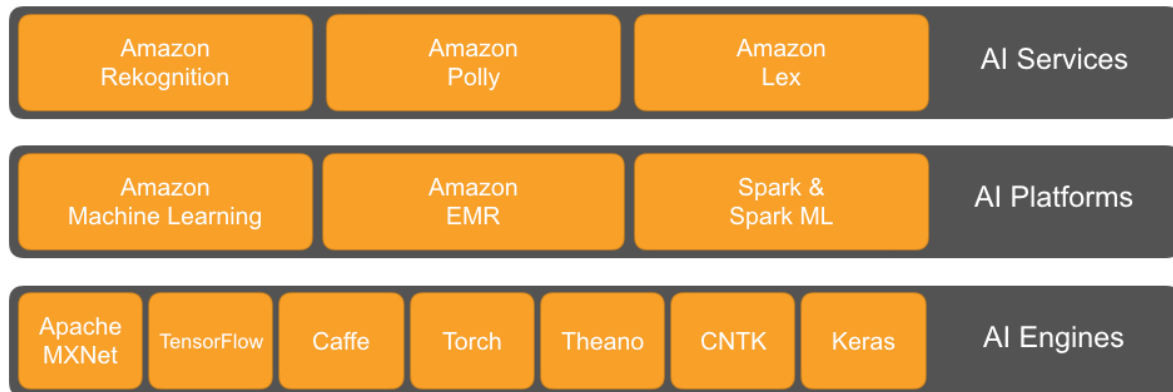 Amazon
Rekognition
Amazon
Polly
Amazon
Lex
AI Services
Amazon
Machine Learning
Amazon
EMR
Spark &
Spark ML
AI Platforms
Apache
MXNet
TensorFlow
Caffe
Torch
Theano
CNTK
Keras
AI Engines